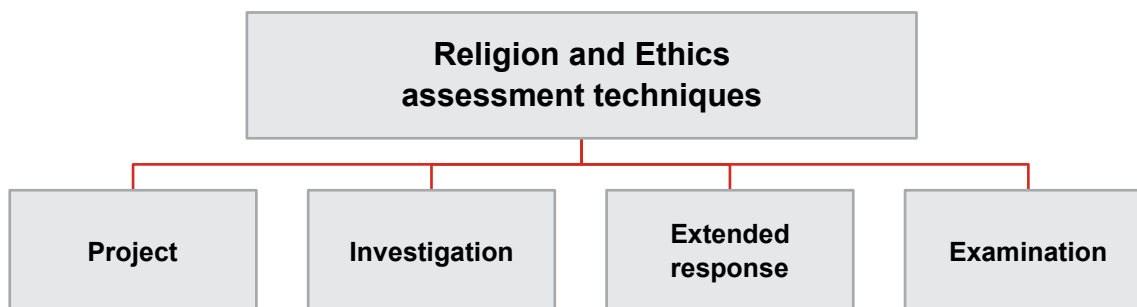 Religion and Ethics
assessment techniques
Project
Investigation
Extended
response
Examination